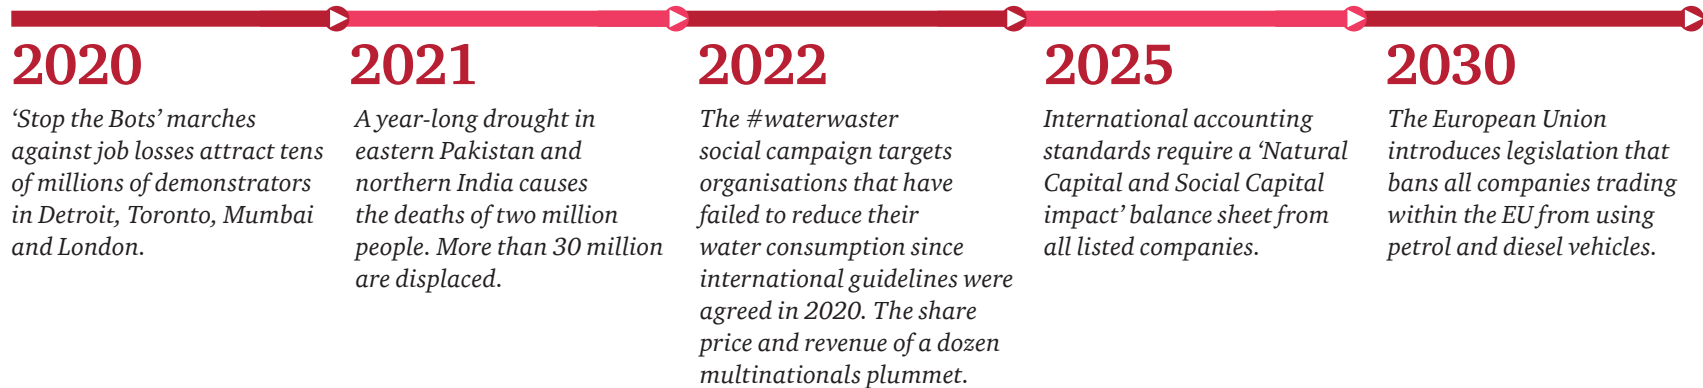 2020
‘Stop the Bots’ marches
against job losses attract tens
of millions of demonstrators
in Detroit, Toronto, Mumbai
and London.
2021
A year-long drought in
eastern Pakistan and
northern India causes
the deaths of two million
people. More than 30 million
are displaced.
2022
The #waterwaster
social campaign targets
organisations that have
failed to reduce their
water consumption since
international guidelines were
agreed in 2020. The share
price and revenue of a dozen
multinationals plummet.
2025
International accounting
standards require a ‘Natural
Capital and Social Capital
impact’ balance sheet from
all listed companies.
2030
The European Union
introduces legislation that
bans all companies trading
within the EU from using
petrol and diesel vehicles.